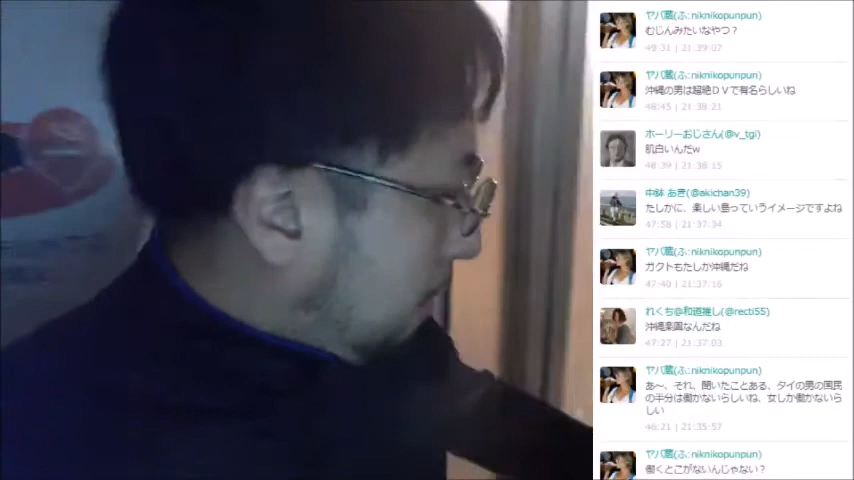 ヤバ蔵(ふ:niknikopunpun)
むじんみたいなやつ？
49:31 | 21:39:07
ヤバ蔵(ふ:niknikopunpun)
沖縄の男は超絶ＤＶで有名らしいね
48:45 | 21:38:21
ホーリーおじさん(@v_tgi)
肌白いんだw
48:39 | 21:38:15
中鉢 あき(@akichan39)
たしかに、楽しい島っていうイメージですよね
47:58 | 21:37:34
ヤバ蔵(ふ:niknikopunpun)
ガクトもたしか沖縄だね
47:40 | 21:37:16
れくち@和遊推し(@recti55)
沖縄楽園なんだね
47:27 | 21:37:03
ヤバ蔵(ふ:niknikopunpun)
あ～、それ、聞いたことある、タイの男の国民
の半分は働かないらしいね、女しか働かないら
しい
46:21 | 21:35:57
ヤバ蔵(ふ:niknikopunpun)
働くとこがないんじゃない？